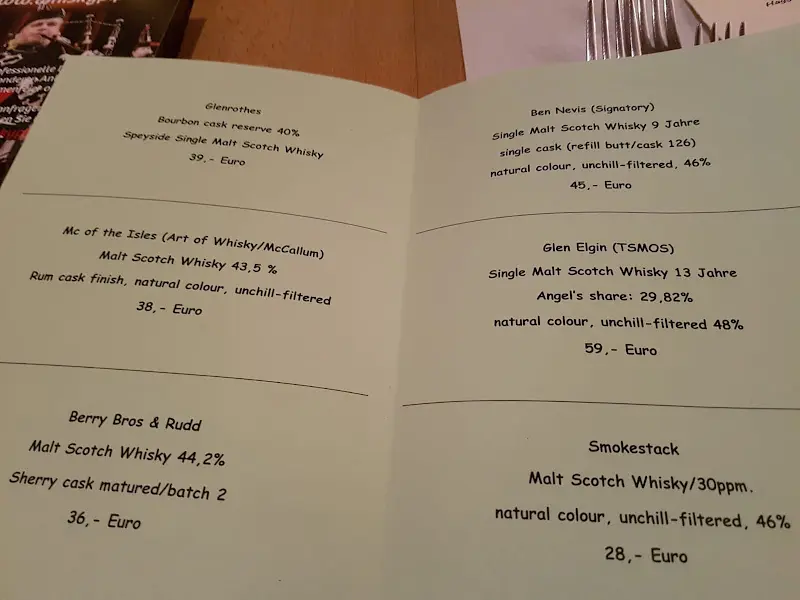 Glenrothes
Bourbon cask reserve 40%
Speyside Single Malt Scotch Whisky
39,- Euro
Mc of the Isles (Art of Whisky/McCallum)
Malt Scotch Whisky 43,5 %
Rum cask finish, natural colour, unchill-filtered
38,- Euro
Berry Bros & Rudd
Malt Scotch Whisky 44,2%
Sherry cask matured/batch 2
36,- Euro
Ben Nevis (Signatory)
Single Malt Scotch Whisky 9 Jahre
single cask (refill butt/cask 126)
natural colour, unchill-filtered, 46%
45,- Euro
Glen Elgin (TSMOS)
Single Malt Scotch Whisky 13 Jahre
Angel's share: 29,82%
natural colour, unchill-filtered 48%
59,- Euro
Smokestack
Malt Scotch Whisky/30ppm.
natural colour, unchill-filtered, 46%
28,- Euro